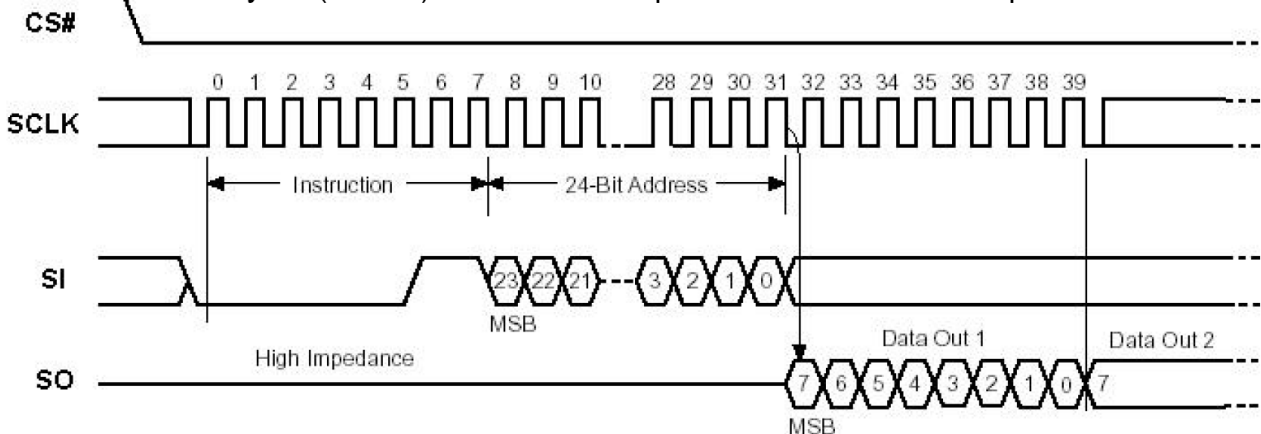 CS#
0 1 2 3 4 5 6 7 8 9 10 28 29 30 31 32 33 34 35 36 37 38 39
SCLK
Instruction 24-Bit Address
SI 23 22 21 3 2 1 0
MSB
High Impedance Data Out 1 Data Out 2
SO 7 6 5 4 3 2 1 0 7
MSB